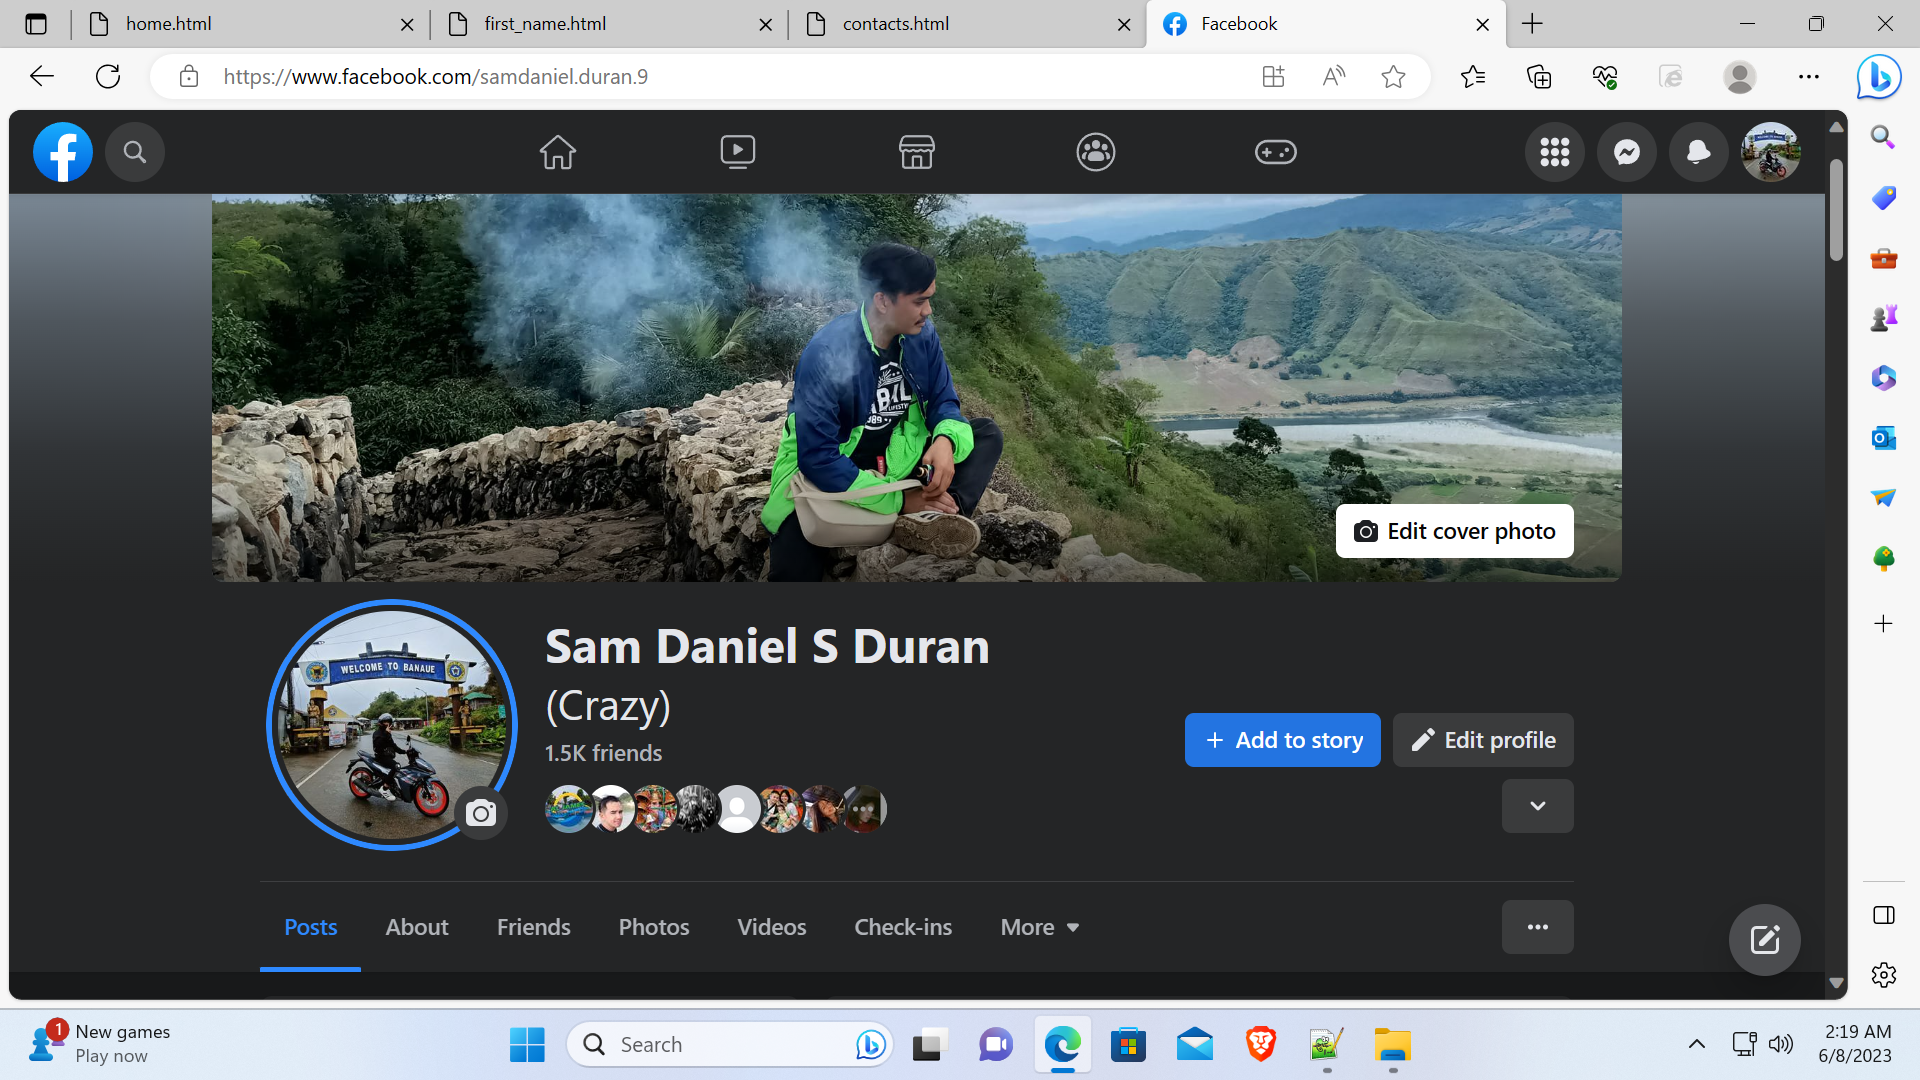 home.html
first_name.html
contacts.html
Facebook
https://www.facebook.com/samdaniel.duran.9
Edit cover photo
WELCOME TO BANAUE
Sam Daniel S Duran
(Crazy)
1.5K friends
+ Add to story
Edit profile
Posts
About
Friends
Photos
Videos
Check-ins
More
1
New games
Play now
Search
2:19 AM
6/8/2023